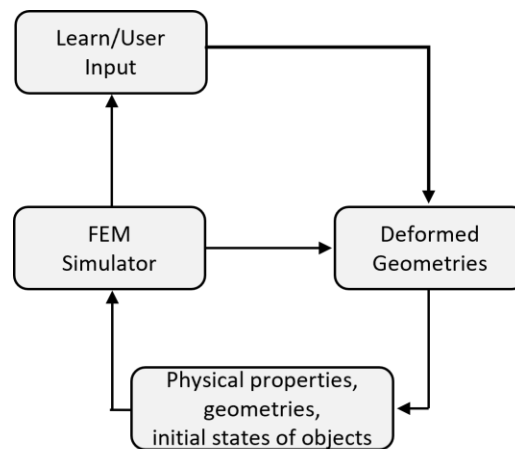 Learn/User
Input
FEM
Simulator
Deformed
Geometries
Physical properties,
geometries,
initial states of objects